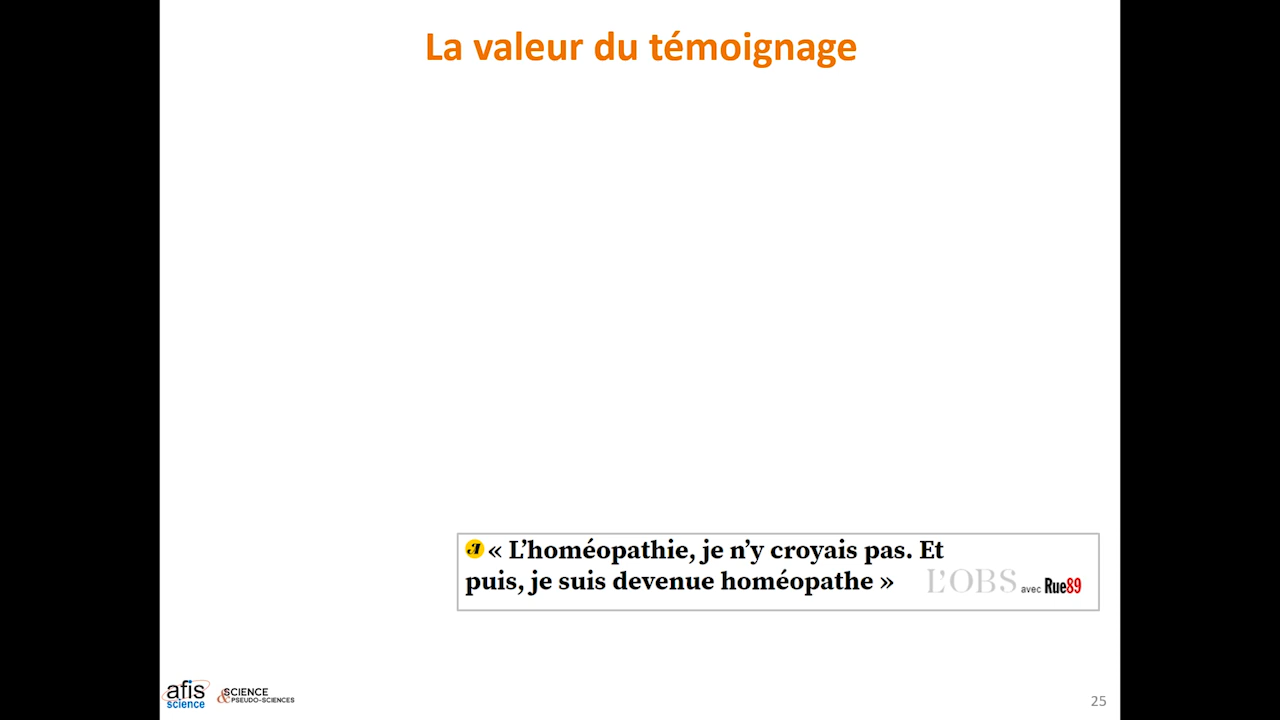 La valeur du témoignage
« L’homéopathie, je n’y croyais pas. Et
puis, je suis devenue homéopathe »
L’OBS avec Rue89
afis
science
SCIENCE
& PSEUDO-SCIENCES
25